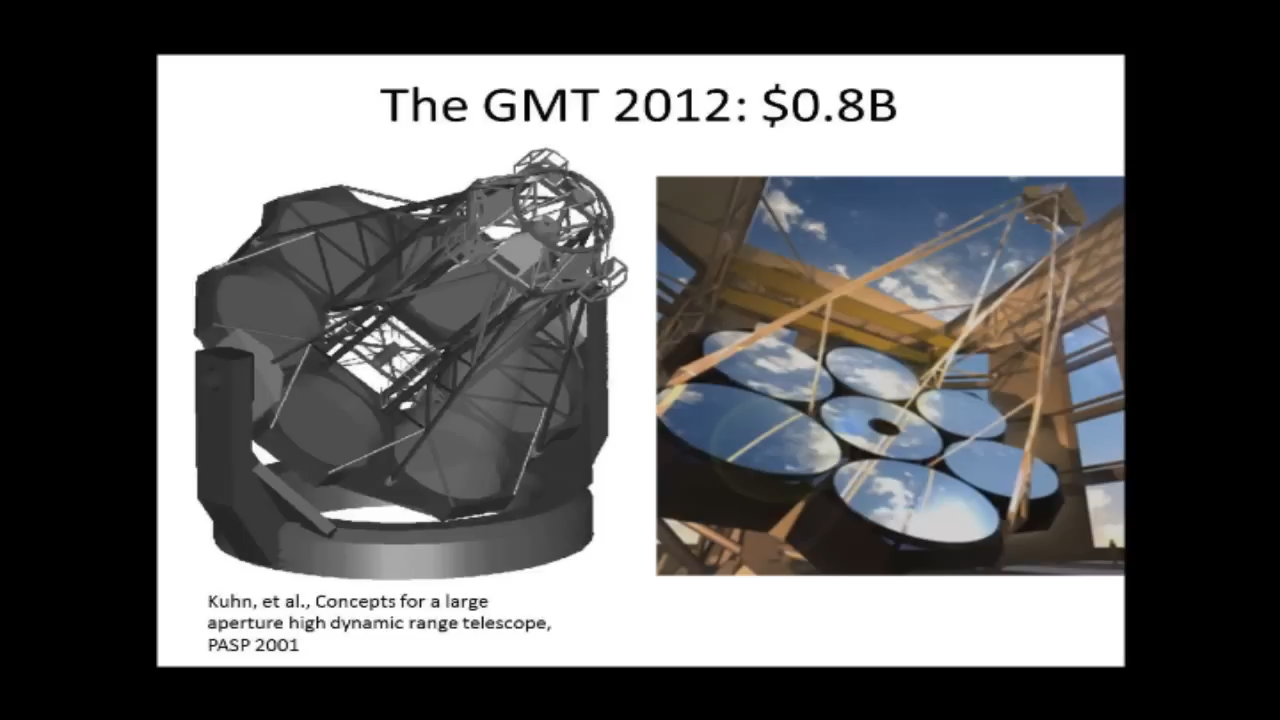 The GMT 2012: $0.8B
Kuhn, et al., Concepts for a large
aperture high dynamic range telescope,
PASP 2001